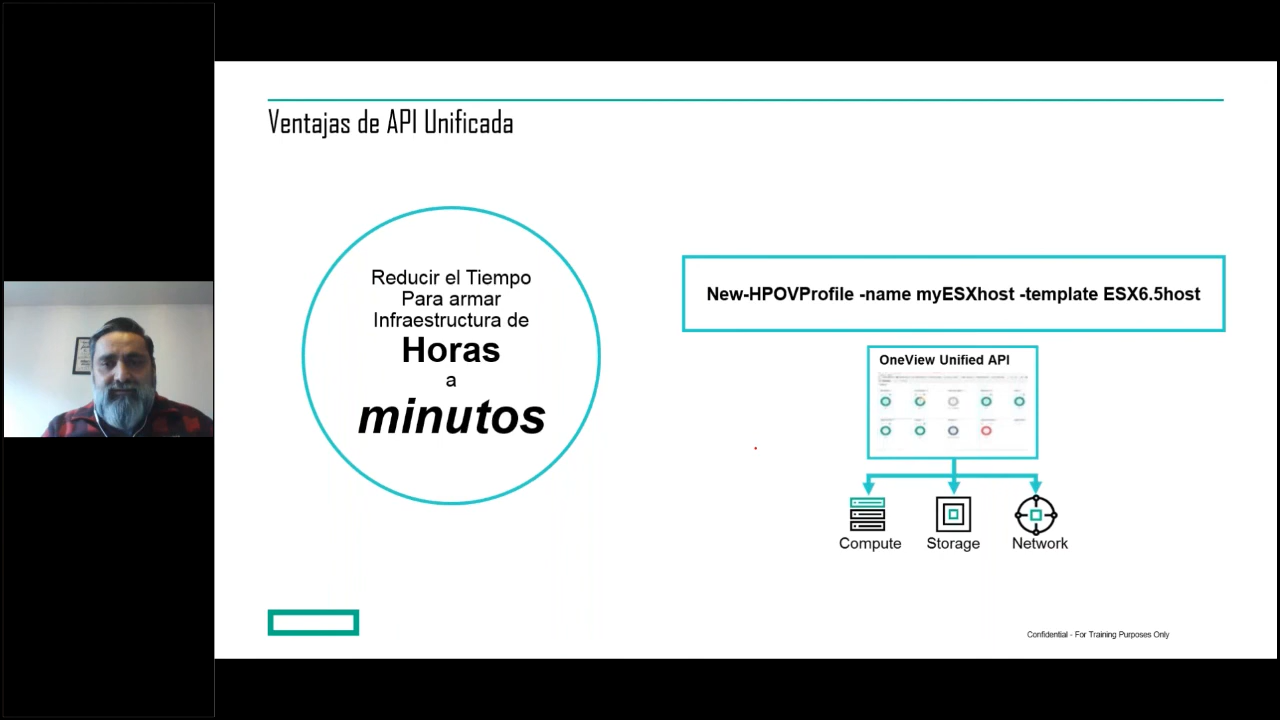 Ventajas de API Unificada
Reducir el Tiempo
Para armar
Infraestructura de
Horas
a
minutos
New-HPOVProfile -name myESXhost -template ESX6.5host
OneView Unified API
Compute
Storage
Network
Confidential - For Training Purposes Only